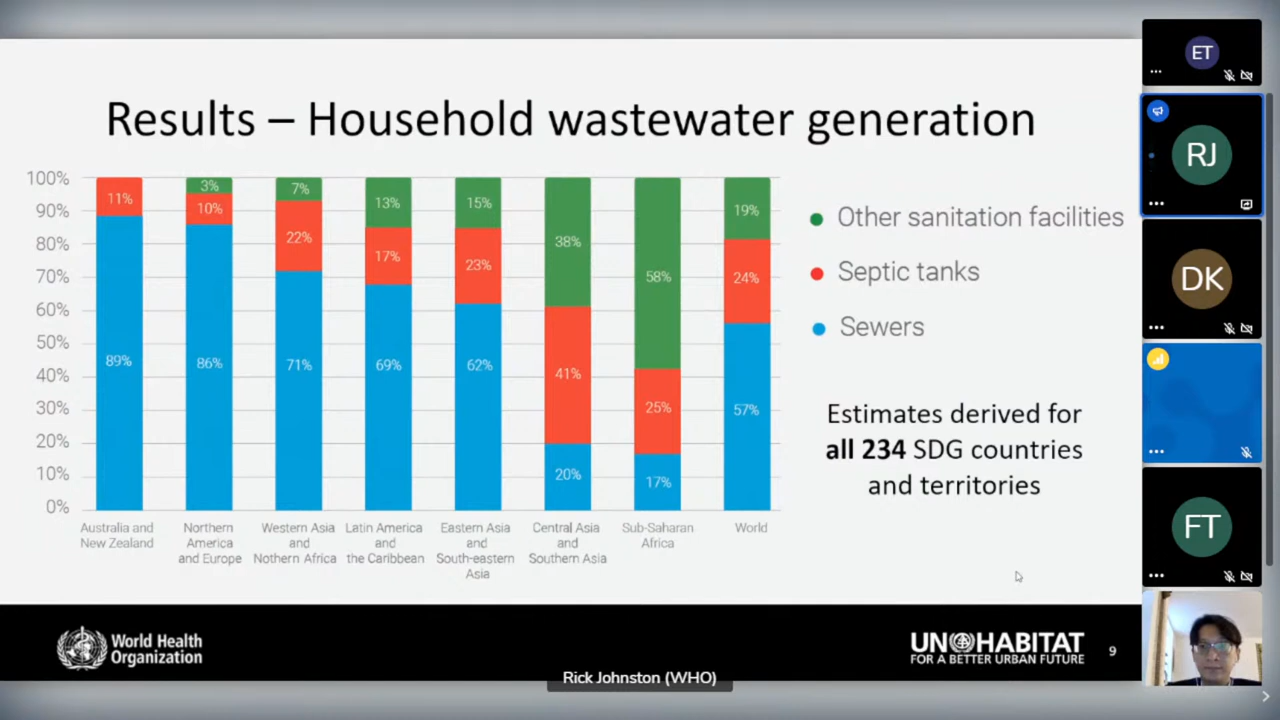 Results – Household wastewater generation
100%
90%
80%
70%
60%
50%
40%
30%
20%
10%
0%
11%
89%
3%
10%
86%
7%
22%
71%
13%
17%
69%
15%
23%
62%
38%
41%
20%
58%
25%
17%
19%
24%
57%
Australia and
New Zealand
Northern
America
and Europe
Western Asia
and
Nothern Africa
Latin America
and
the Caribbean
Eastern Asia
and
South-eastern
Asia
Central Asia
and
Southern Asia
Sub-Saharan
Africa
World
Other sanitation facilities
Septic tanks
Sewers
Estimates derived for
all 234 SDG countries
and territories
World Health
Organization
UN HABITAT
FOR A BETTER URBAN FUTURE
9
Rick Johnston (WHO)
ET
RJ
DK
FT